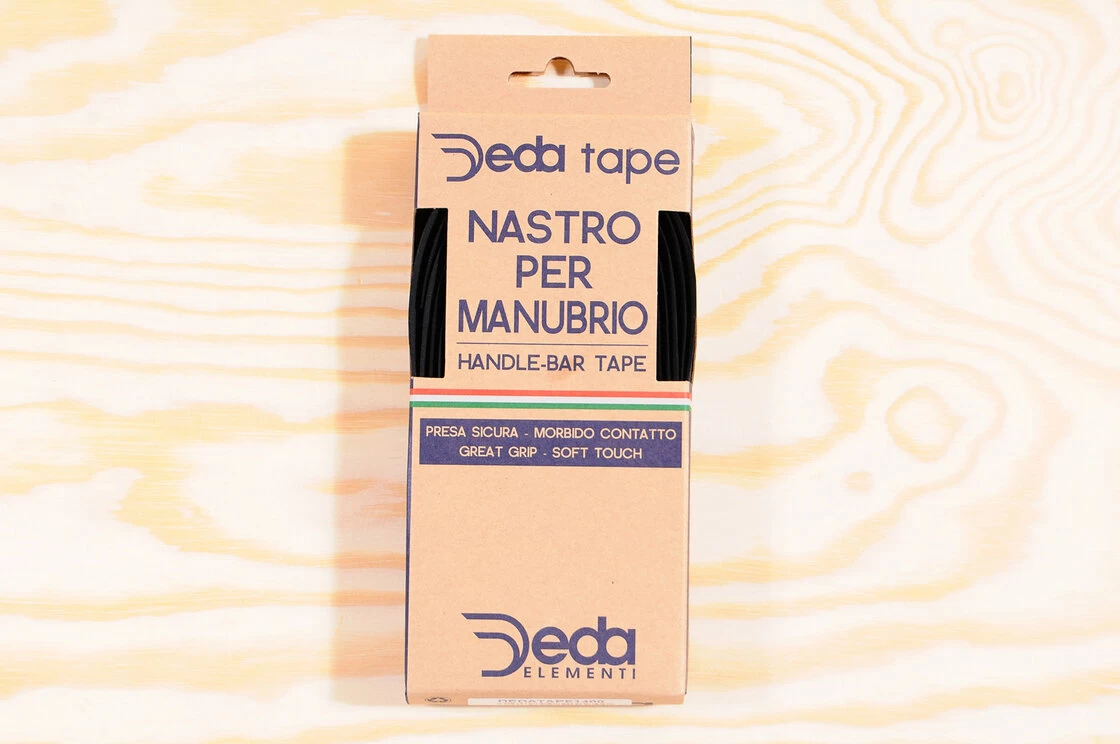 Deda tape
NASTRO
PER
MANUBRIO
HANDLE-BAR TAPE
PRESA SICURA - MORBIDO CONTATTO
GREAT GRIP - SOFT TOUCH
Deda
ELEMENTI